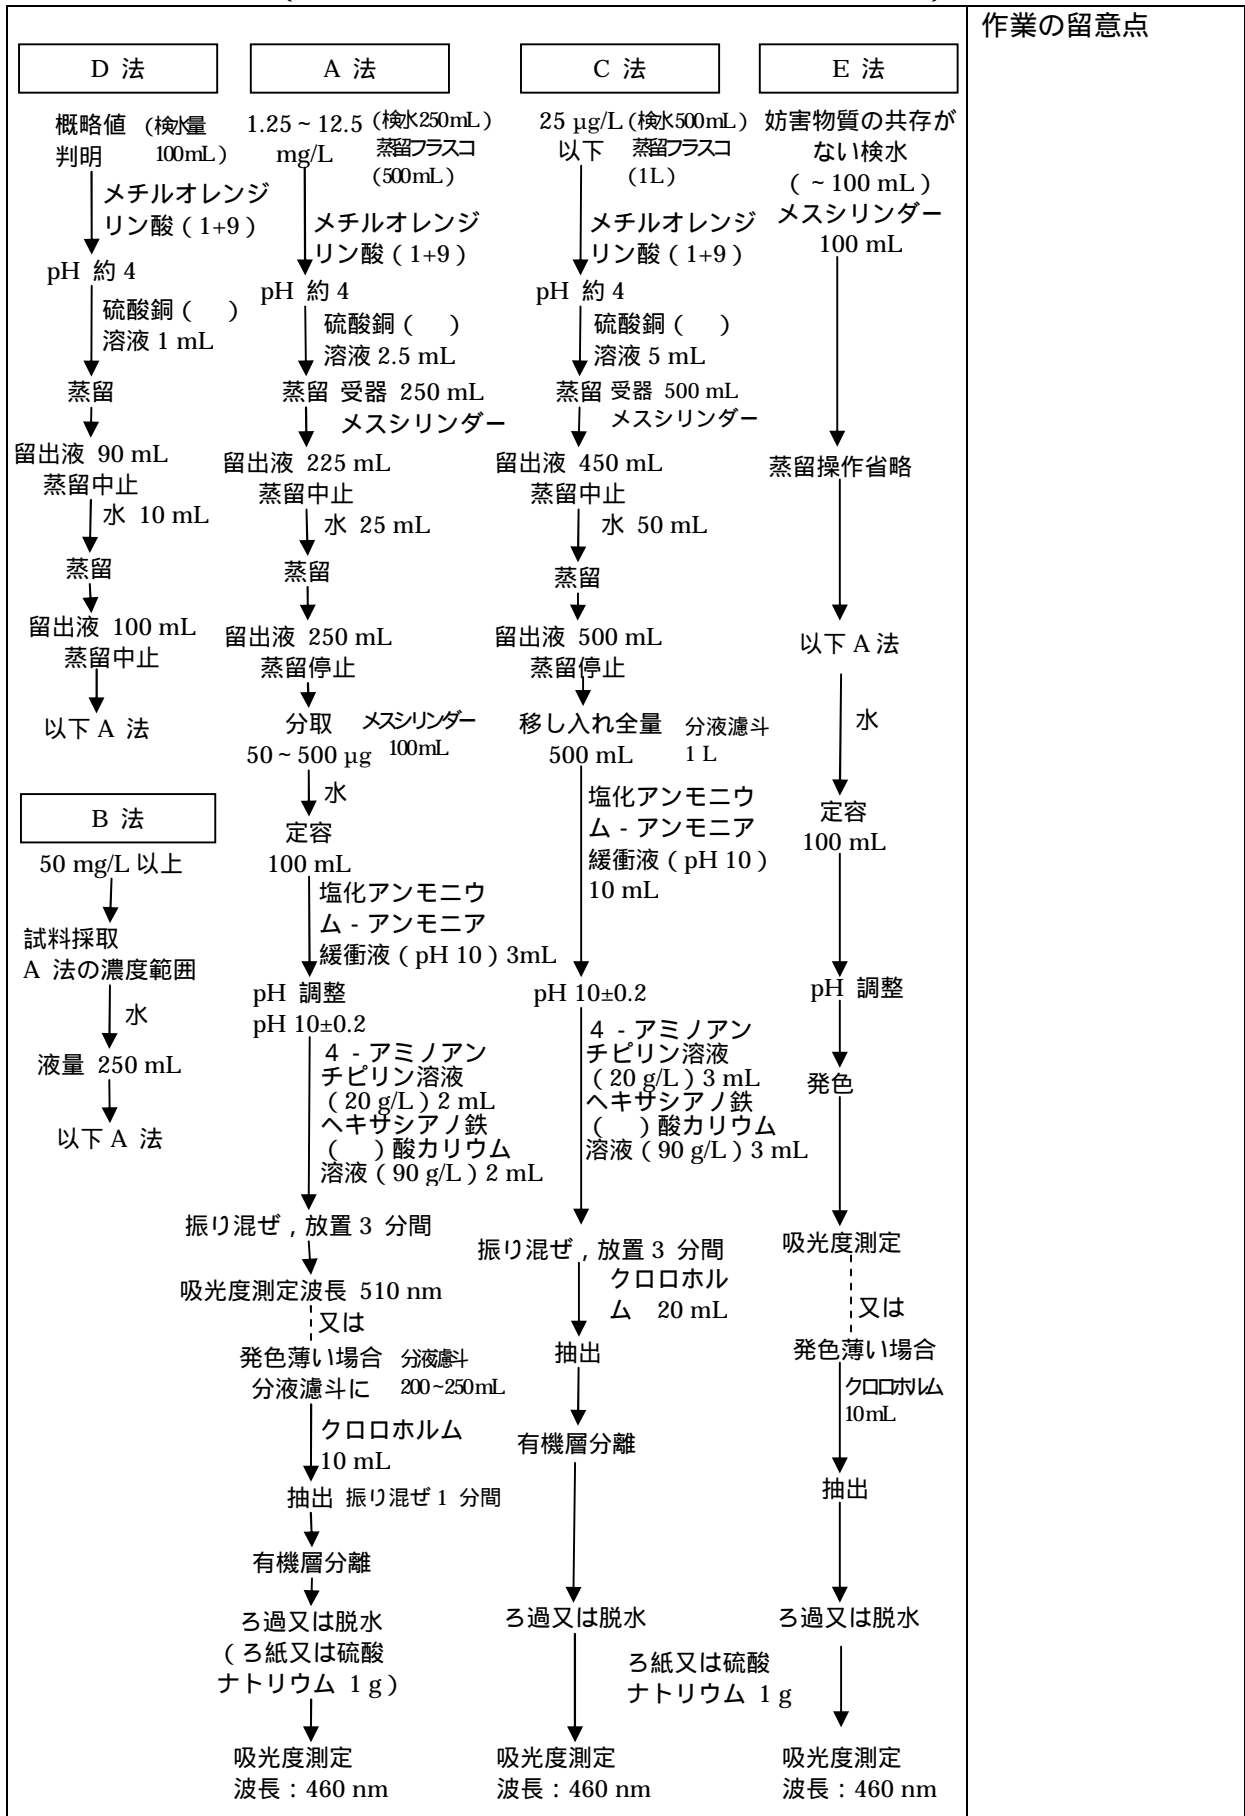 作業の留意点
D 法
概略値 (検水量
判明 100mL)
メチルオレンジ
リン酸(1+9)
pH 約4
硫酸銅( )
溶液 1 mL
蒸留
留出液 90 mL
蒸留中止
水 10 mL
蒸留
留出液 100 mL
蒸留中止
以下 A 法
B 法
50 mg/L 以上
試料採取
A 法の濃度範囲
水
液量 250 mL
以下 A 法
A 法
1.25~12.5 (検水250mL)
mg/L 蒸留フラスコ
(500mL)
メチルオレンジ
リン酸(1+9)
pH 約4
硫酸銅( )
溶液 2.5 mL
蒸留 受器 250 mL
メスシリンダー
留出液 225 mL
蒸留中止
水 25 mL
蒸留
留出液 250 mL
蒸留停止
分取 メスシリンダー
50~500 µg 100mL
水
定容
100 mL
塩化アンモニウ
ム‐アンモニア
緩衝液(pH 10)3mL
pH 調整
pH 10±0.2
4‐アミノアン
チピリン溶液
(20 g/L)2 mL
ヘキサシアノ鉄
( )酸カリウム
溶液(90 g/L)2 mL
振り混ぜ,放置3 分間
吸光度測定波長 510 nm
又は
発色薄い場合 分液濾斗
分液濾斗に 200~250mL
クロロホルム
10 mL
抽出 振り混ぜ1 分間
有機層分離
ろ過又は脱水
(ろ紙又は硫酸
ナトリウム 1 g)
吸光度測定
波長:460 nm
C 法
25 µg/L (検水500mL)
以下 蒸留フラスコ
(1L)
メチルオレンジ
リン酸(1+9)
pH 約4
硫酸銅( )
溶液 5 mL
蒸留 受器 500 mL
メスシリンダー
留出液 450 mL
蒸留中止
水 50 mL
蒸留
留出液 500 mL
蒸留停止
移し入れ全量 分液濾斗
500 mL 1 L
塩化アンモニウ
ム‐アンモニア
緩衝液(pH 10)
10 mL
pH 10±0.2
4‐アミノアン
チピリン溶液
(20 g/L)3 mL
ヘキサシアノ鉄
( )酸カリウム
溶液(90 g/L)3 mL
振り混ぜ,放置3 分間
クロロホル
ム 20 mL
抽出
有機層分離
ろ過又は脱水
ろ紙又は硫酸
ナトリウム 1 g
吸光度測定
波長:460 nm
E 法
妨害物質の共存が
ない検水
(~100 mL)
メスシリンダー
100 mL
蒸留操作省略
以下 A 法
水
定容
100 mL
pH 調整
発色
吸光度測定
又は
発色薄い場合
クロロホルム
10mL
抽出
ろ過又は脱水
吸光度測定
波長:460 nm